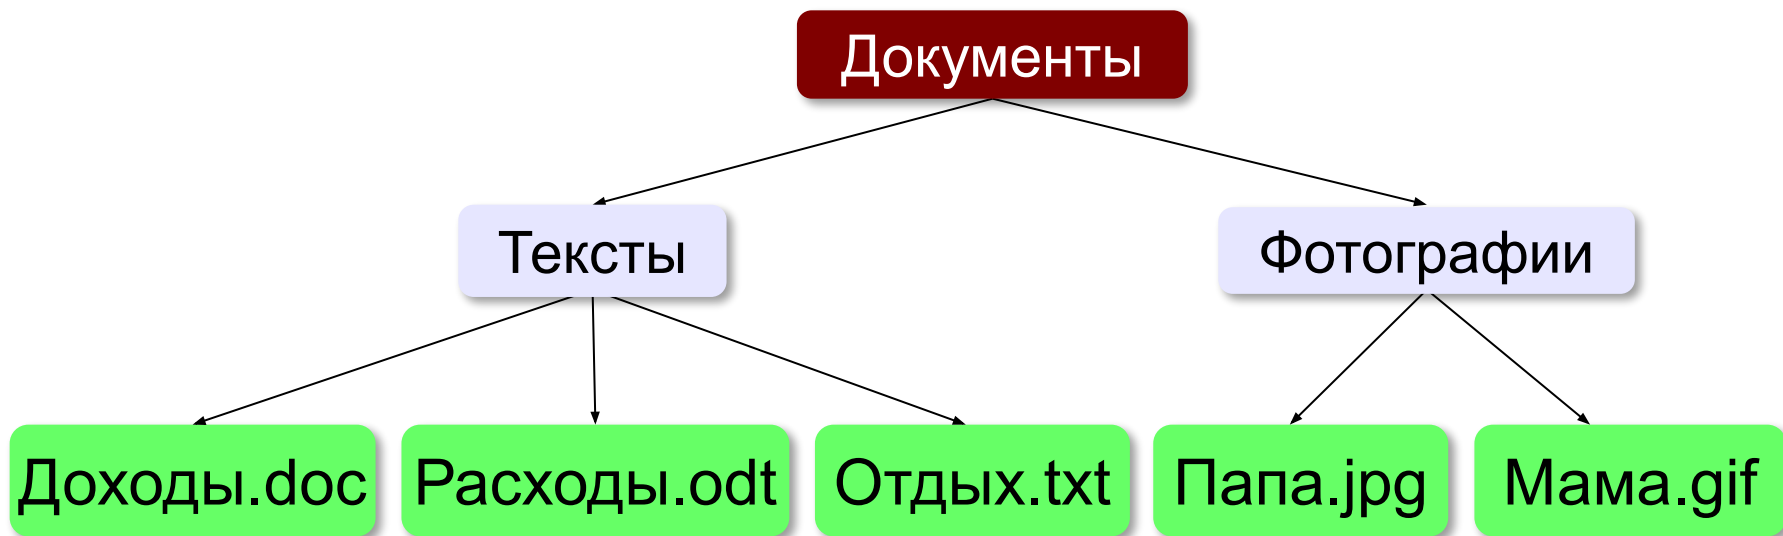 Документы
Тексты
Фотографии
Доходы.doc
Расходы.odt
Отдых.txt
Папа.jpg
Мама.gif